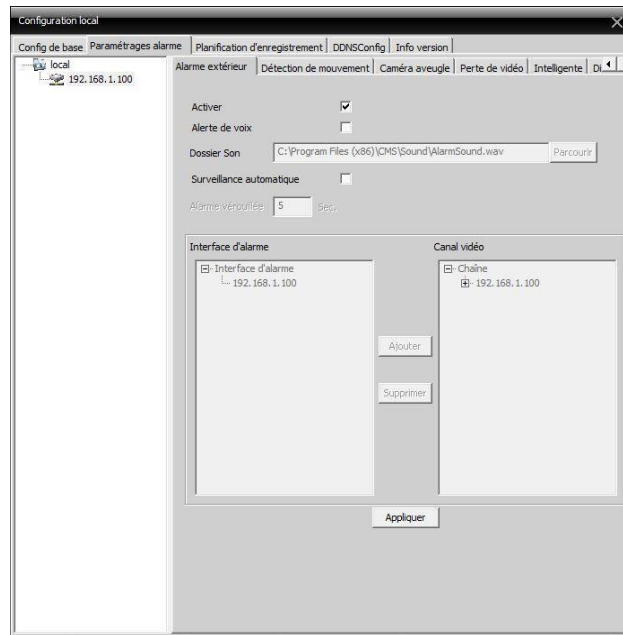 Configuration local
Config de base Paramétrages alarme Planification d'enregistrement DDNSConfig Info version
local
192.168.1.100
Alarme extérieur Détection de mouvement Caméra aveugle Perte de vidéo Intelligente Di
Activer
Alerte de voix
Dossier Son C:\Program Files (x86)\CMS\Sound\AlarmSound.wav Parcourir
Surveillance automatique
Alarme vérouillée 5 Sec.
Interface d'alarme Canal vidéo
Interface d'alarme Chaîne
192.168.1.100 192.168.1.100
Ajouter
Supprimer
Appliquer